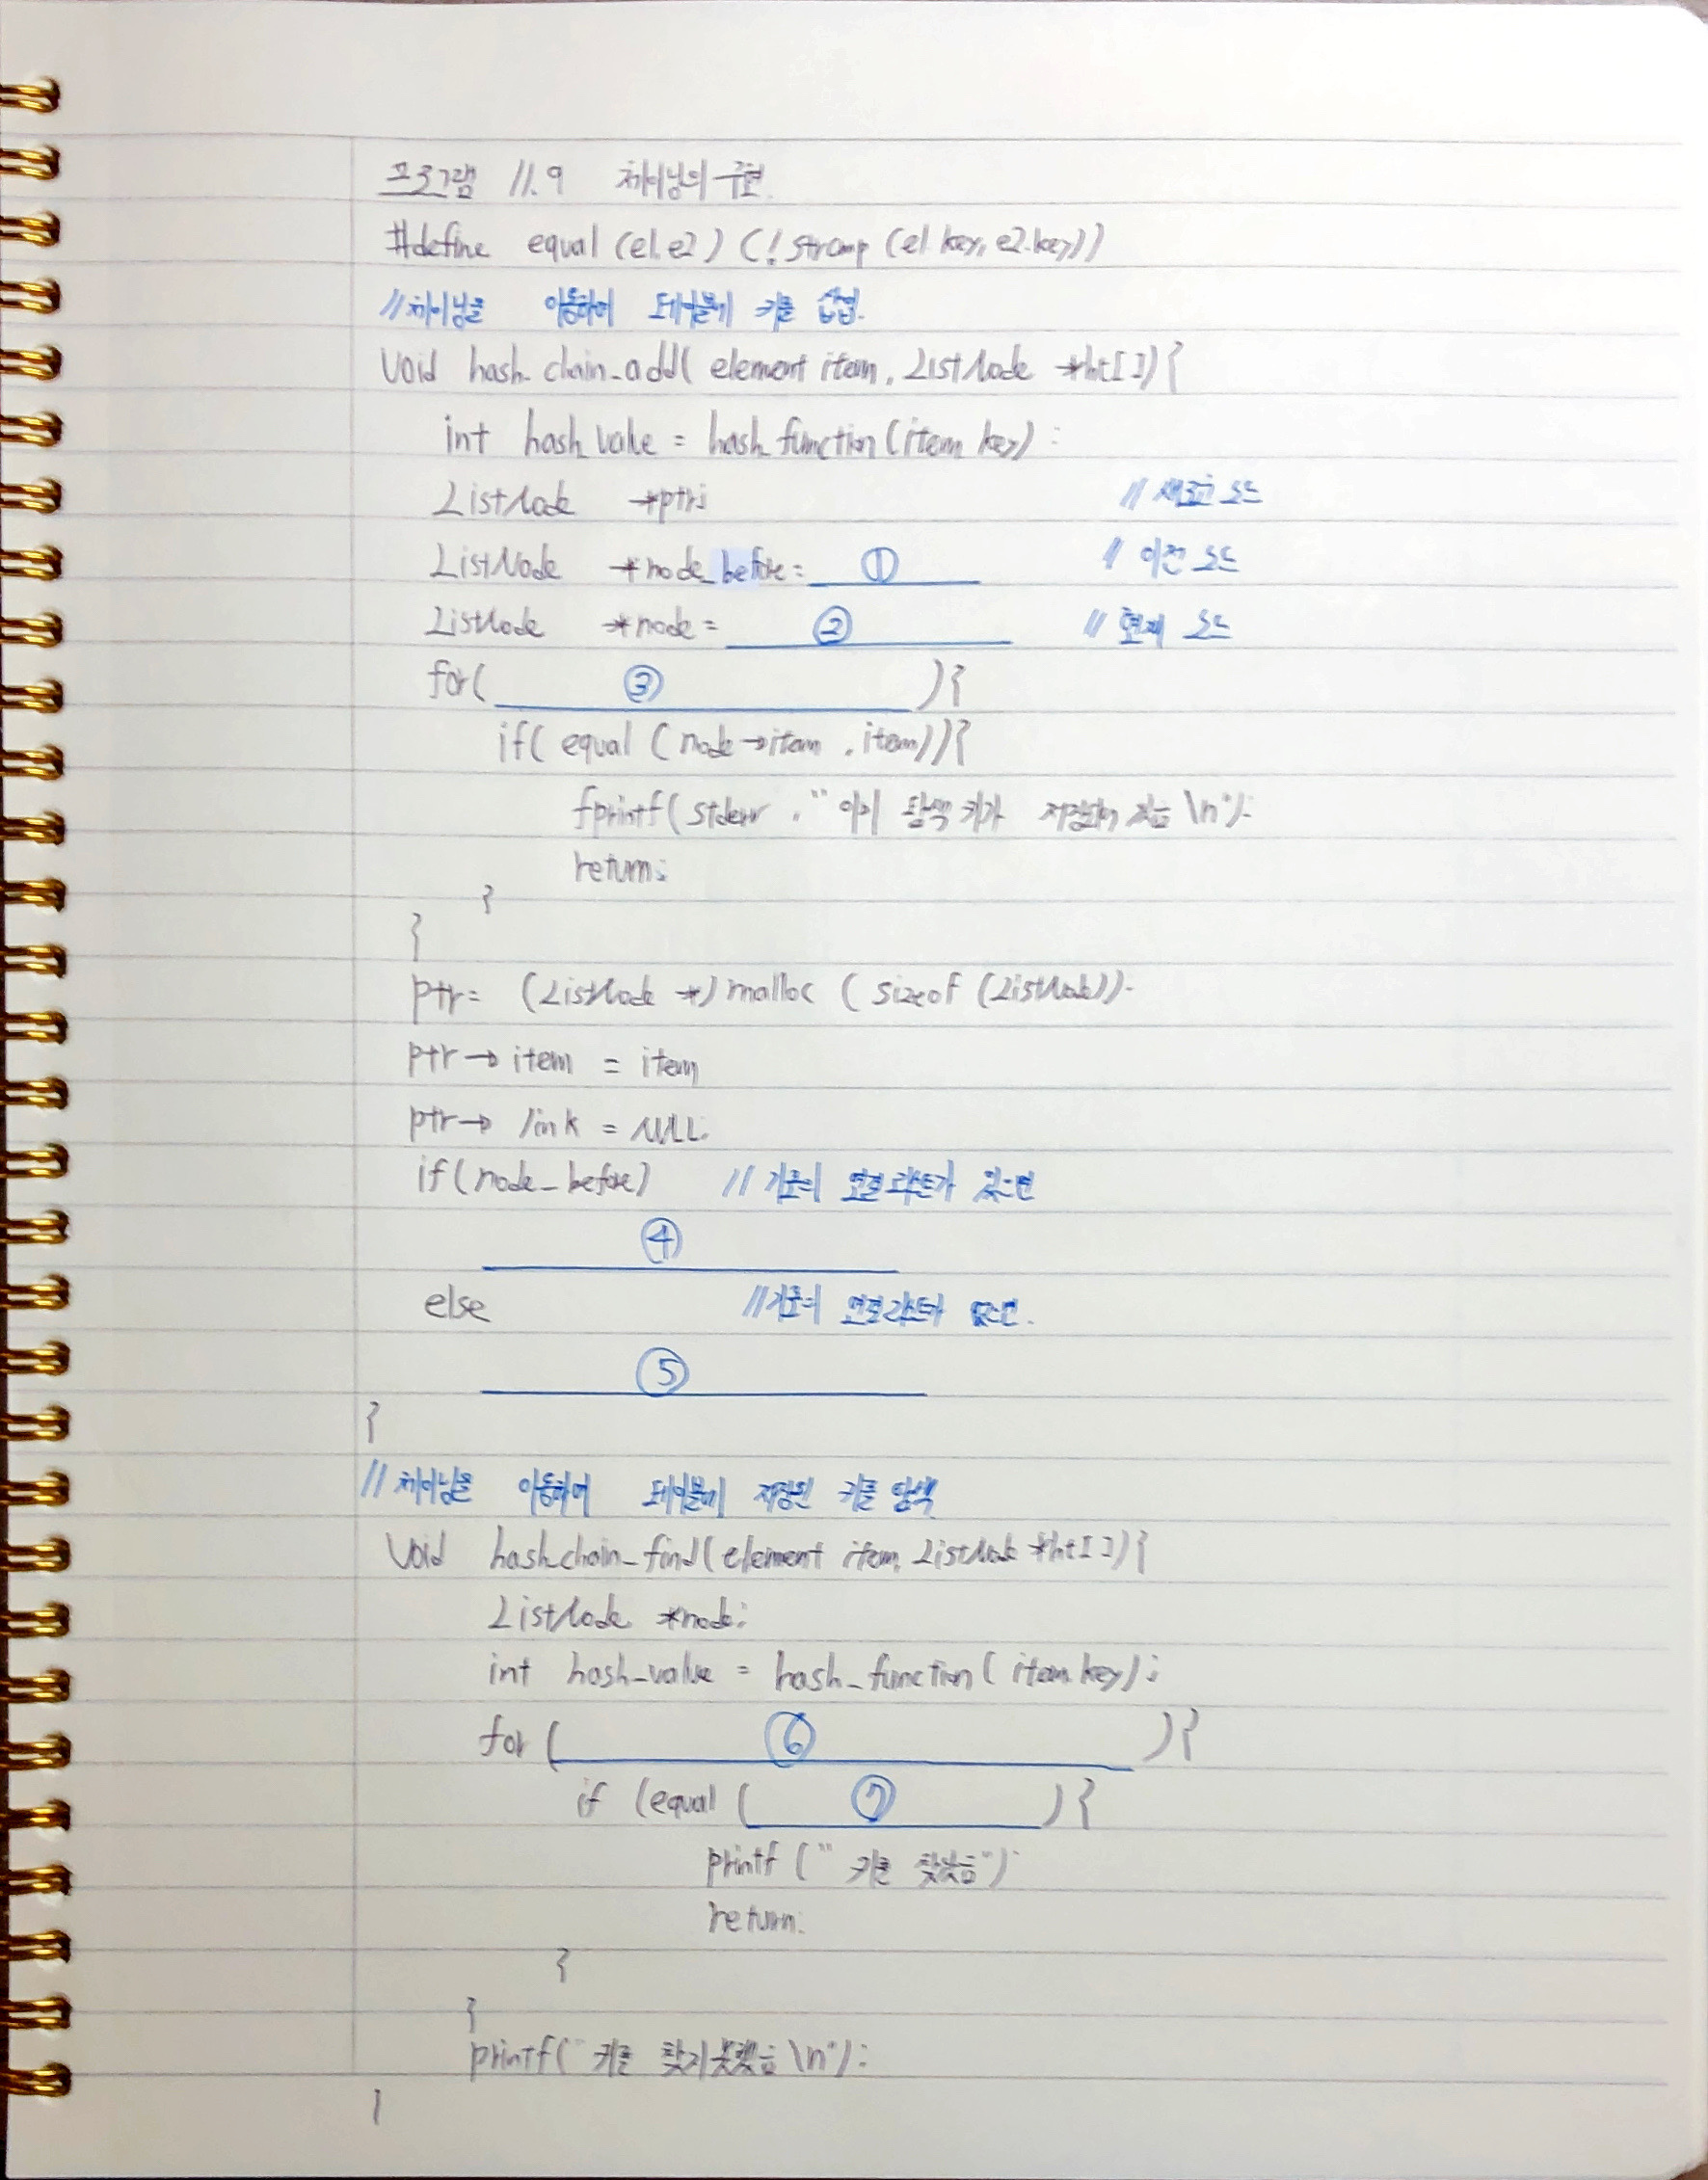 프로그램 11.9 체이닝의 구현.
#define equal (e1.e2) (! strcmp (e1.key, e2.key))
// 체이닝을 이용하여 테이블에 키를 삽입.
void hash_chain_add( element item, ListNode *ht[ ]){
int hash_value = hash_function(item.key) ;
ListNode *ptr; // 새로운 노드
ListNode *node_before= ① // 이전 노드
ListNode *node = ② // 현재 노드
for( ③ ){
if( equal (node→item , item)){
fprintf( stderr , " 이미 탐색키가 저장되어 있음 \n");
return;
}
}
ptr= (ListNode *) malloc ( sizeof (ListNode));
ptr → item = item
ptr → link = NULL;
if(node_before) // 기존의 연결 리스트가 있으면
④
else // 기존의 연결리스트가 없으면.
⑤
}
// 체이닝을 이용하여 테이블에 저장된 키를 탐색
void hash_chain_find(element item, ListNode *ht[ ]){
ListNode *node;
int hash_value = hash_function( item.key) ;
for ( ⑥ ){
if (equal ( ⑦ ) {
printf (" 키를 찾았음")
return;
}
}
printf(" 키를 찾지못했음 \n") ;
}